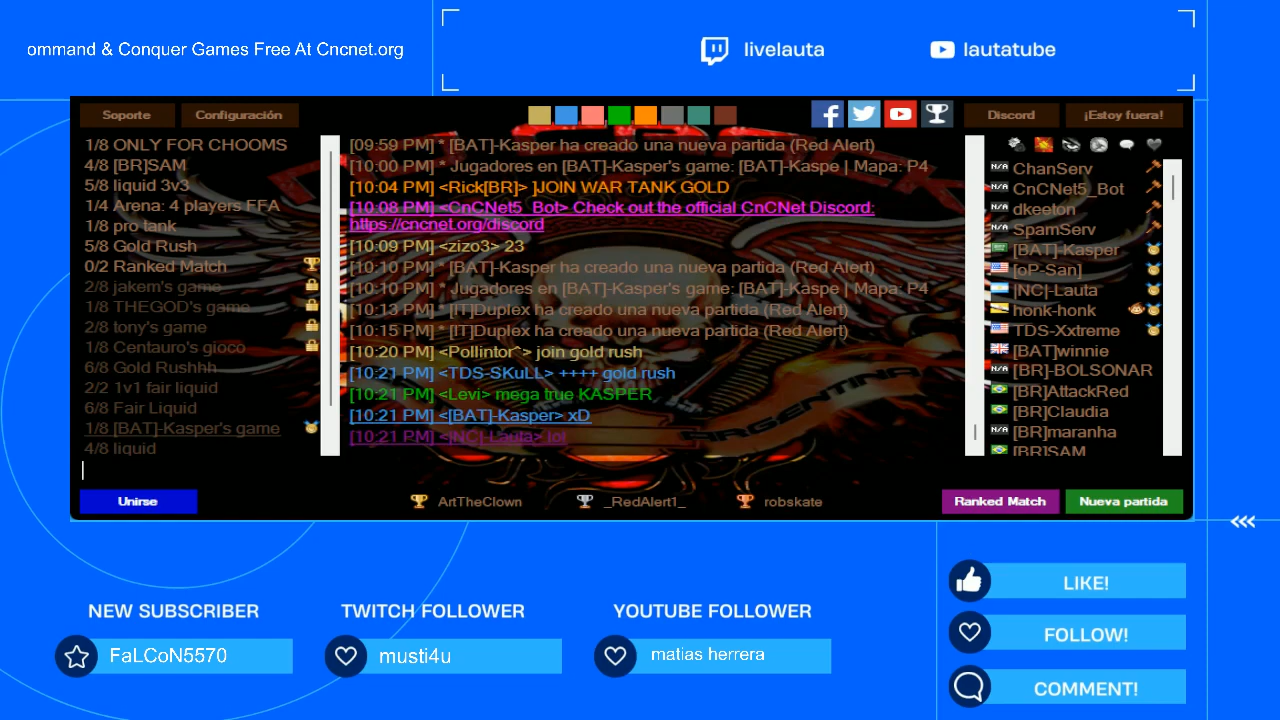 ommand & Conquer Games Free At Cncnet.org
livelauta
lautatube
Soporte
Configuración
Discord
¡Estoy fuera!
1/8 ONLY FOR CHOOMS
4/8 [BR]SAM
5/8 liquid 3v3
1/4 Arena: 4 players FFA
1/8 pro tank
5/8 Gold Rush
0/2 Ranked Match
2/8 jakem's game
1/8 THEGOD's game
2/8 tony's game
1/8 Centauro's gioco
6/8 Gold Rushhh
2/2 1v1 fair liquid
6/8 Fair Liquid
1/8 [BAT]-Kasper's game
4/8 liquid
[09:59 PM] * [BAT]-Kasper ha creado una nueva partida (Red Alert)
[10:00 PM] * Jugadores en [BAT]-Kasper's game: [BAT]-Kaspe | Mapa: P4
[10:04 PM] <Rick[BR]> ]JOIN WAR TANK GOLD
[10:08 PM] <CnCNet5_Bot> Check out the official CnCNet Discord:
https://cncnet.org/discord
[10:09 PM] <zizo3> 23
[10:10 PM] * [BAT]-Kasper ha creado una nueva partida (Red Alert)
[10:10 PM] * Jugadores en [BAT]-Kasper's game: [BAT]-Kaspe | Mapa: P4
[10:13 PM] * [IT]Duplex ha creado una nueva partida (Red Alert)
[10:15 PM] * [IT]Duplex ha creado una nueva partida (Red Alert)
[10:20 PM] <Pollintor^> join gold rush
[10:21 PM] <TDS-SKuLL> ++++ gold rush
[10:21 PM] <Levi> mega true KASPER
[10:21 PM] <[BAT]-Kasper> xD
[10:21 PM] <|NC|-Lauta> lol
ARGENTINA
N/A ChanServ
N/A CnCNet5_Bot
N/A dkeeton
N/A SpamServ
[BAT]-Kasper
[oP-San]
|NC|-Lauta
honk-honk
TDS-Xxtreme
[BAT]winnie
N/A [BR]-BOLSONAR
[BR]AttackRed
[BR]Claudia
N/A [BR]maranha
[BR]SAM
Unirse
ArtTheClown
_RedAlert1_
robskate
Ranked Match
Nueva partida
NEW SUBSCRIBER
TWITCH FOLLOWER
YOUTUBE FOLLOWER
FaLCoN5570
musti4u
matias herrera
LIKE!
FOLLOW!
COMMENT!